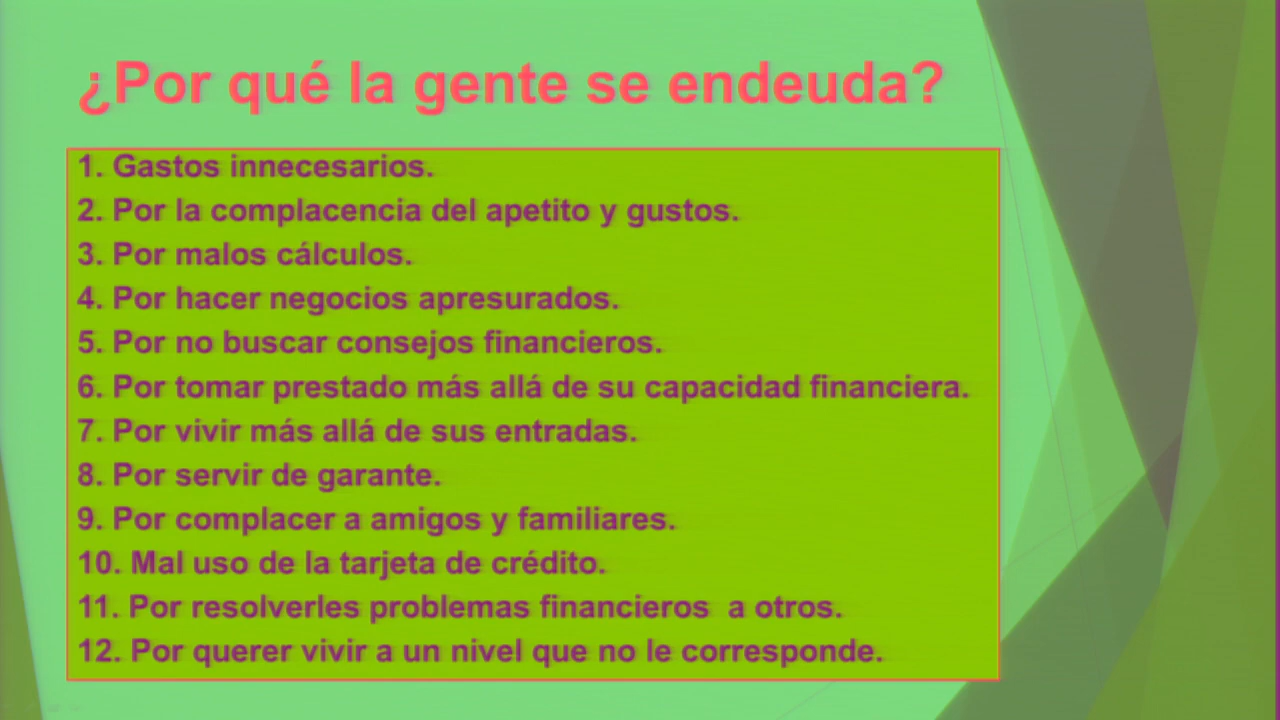 ¿Por qué la gente se endeuda?
1. Gastos innecesarios.
2. Por la complacencia del apetito y gustos.
3. Por malos cálculos.
4. Por hacer negocios apresurados.
5. Por no buscar consejos financieros.
6. Por tomar prestado más allá de su capacidad financiera.
7. Por vivir más allá de sus entradas.
8. Por servir de garante.
9. Por complacer a amigos y familiares.
10. Mal uso de la tarjeta de crédito.
11. Por resolverles problemas financieros  a otros.
12. Por querer vivir a un nivel que no le corresponde.